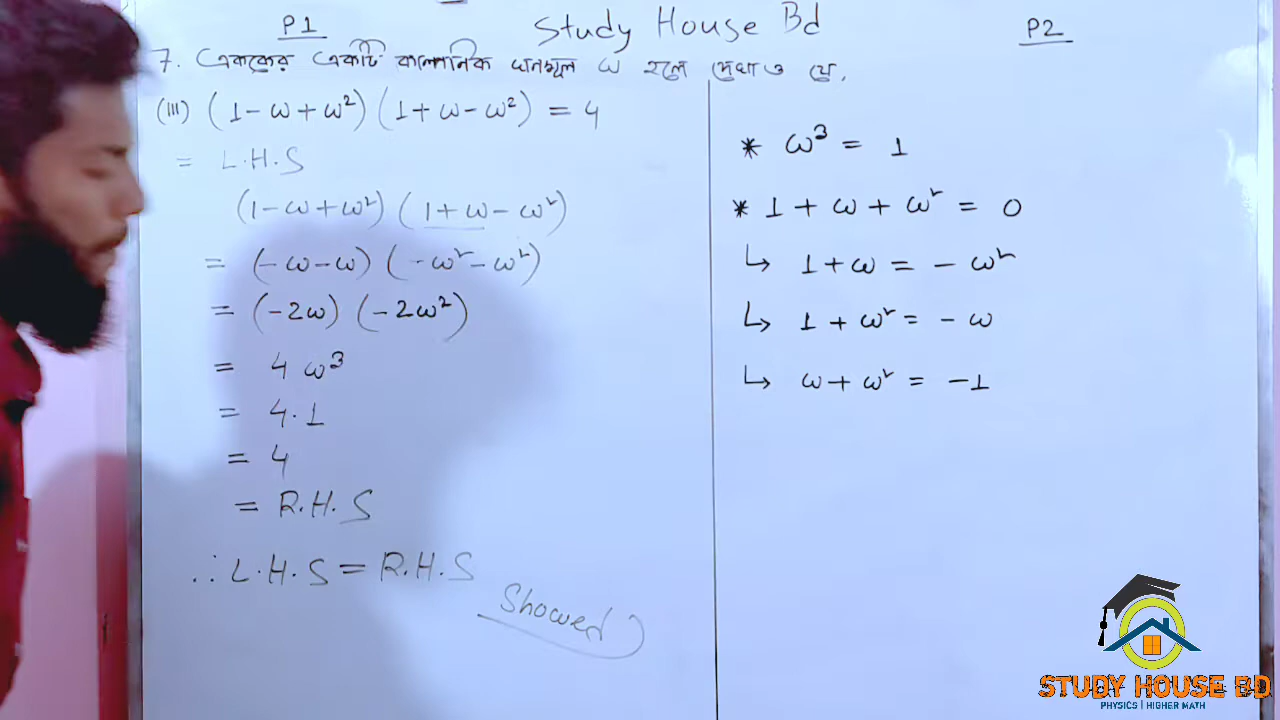 P1
Study House Bd
P2
7. এককের একটি কাল্পনিক ঘনমূল ω হলে দেখাও যে,
(III) (1-ω+ω²)(1+ω-ω²) = 4
= L.H.S
(1-ω+ω²)(1+ω-ω²)
= (-ω-ω)(-ω²-ω²)
= (-2ω)(-2ω²)
= 4ω³
= 4·1
= 4
= R.H.S
∴ L.H.S = R.H.S
Showed
* ω³ = 1
* 1+ω+ω² = 0
↳ 1+ω = -ω²
↳ 1+ω² = -ω
↳ ω+ω² = -1
STUDY HOUSE BD
PHYSICS | HIGHER MATH